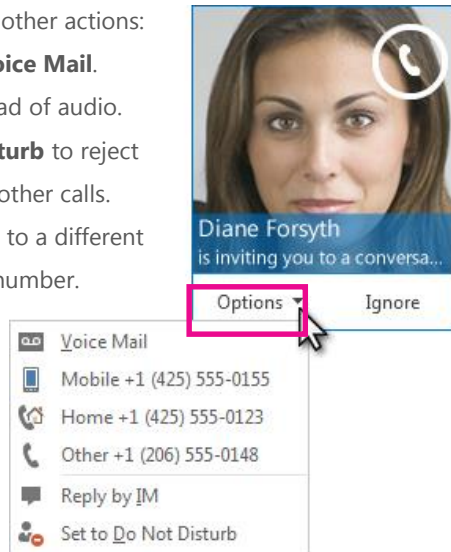 other actions:
oice Mail.
ad of audio.
turb to reject
other calls.
to a different
number.
Diane Forsyth
is inviting you to a conversa...
Options
Ignore
Voice Mail
Mobile +1 (425) 555-0155
Home +1 (425) 555-0123
Other +1 (206) 555-0148
Reply by IM
Set to Do Not Disturb